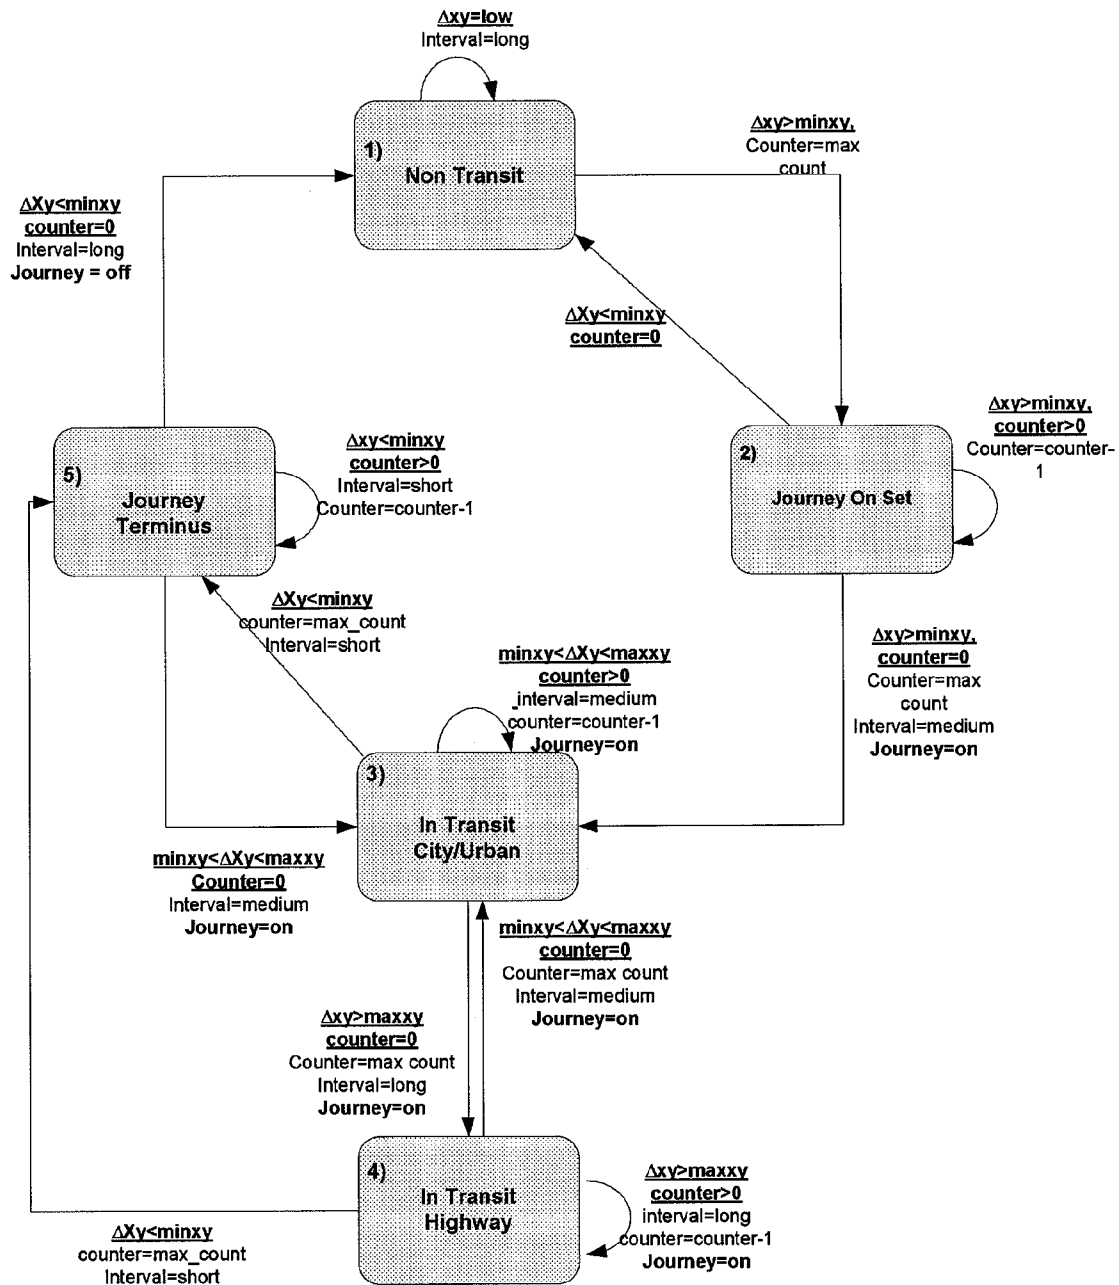 Δxy=low
Interval=long
1)
Non Transit
Δxy>minxy,
Counter=max
count
ΔXy<minxy
counter=0
Interval=long
Journey = off
ΔXy<minxy
counter=0
Δxy>minxy,
counter>0
Counter=counter-
1
2)
Journey On Set
5)
Journey
Terminus
Δxy<minxy
counter>0
Interval=short
Counter=counter-1
ΔXy<minxy
counter=max_count
Interval=short
minxy<ΔXy<maxxy
counter>0
interval=medium
counter=counter-1
Journey=on
Δxy>minxy,
counter=0
Counter=max
count
Interval=medium
Journey=on
3)
In Transit
City/Urban
minxy<ΔXy<maxxy
Counter=0
Interval=medium
Journey=on
minxy<ΔXy<maxxy
counter=0
Counter=max count
Interval=medium
Journey=on
Δxy>maxxy
counter=0
Counter=max count
Interval=long
Journey=on
4)
In Transit
Highway
Δxy>maxxy
counter>0
interval=long
counter=counter-1
Journey=on
ΔXy<minxy
counter=max_count
Interval=short